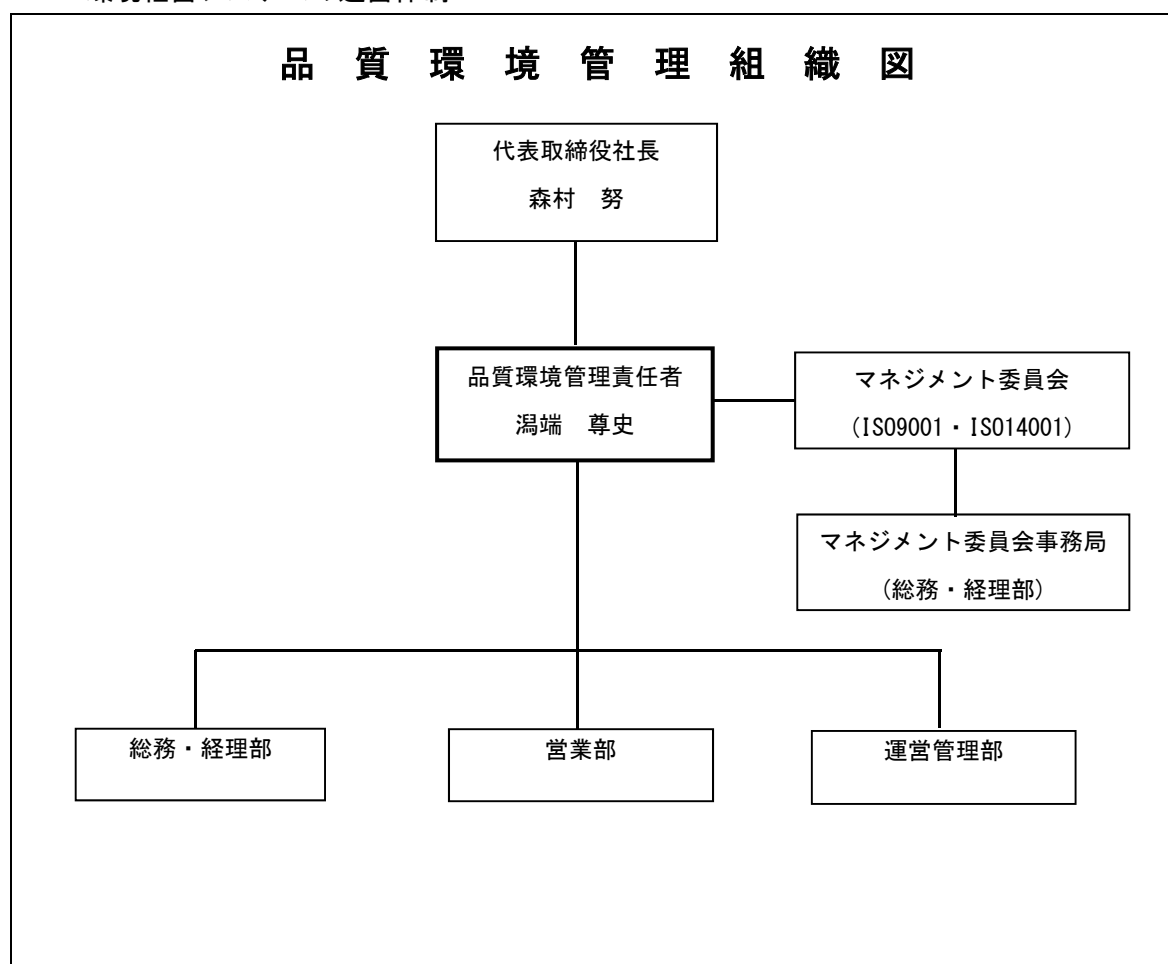 品質環境管理組織図
代表取締役社長
森村 努
品質環境管理責任者
潟端 尊史
マネジメント委員会
(ISO9001・ISO14001)
マネジメント委員会事務局
(総務・経理部)
総務・経理部
営業部
運営管理部